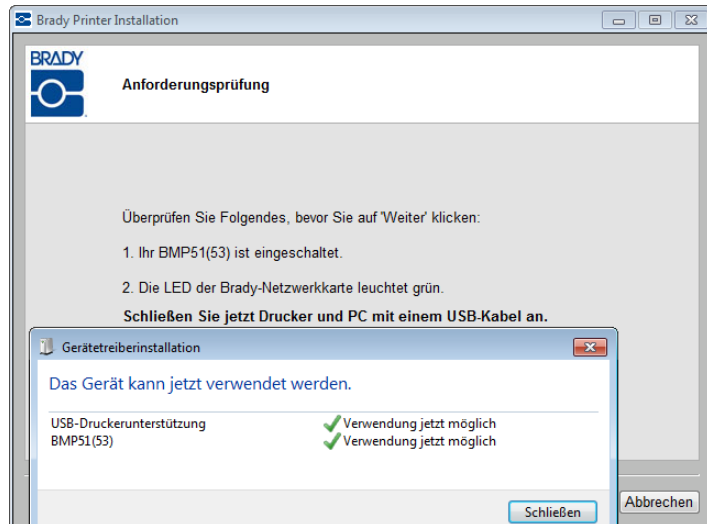 Brady Printer Installation
BRADY
Anforderungsprüfung
Überprüfen Sie Folgendes, bevor Sie auf 'Weiter' klicken:
1. Ihr BMP51(53) ist eingeschaltet.
2. Die LED der Brady-Netzwerkkarte leuchtet grün.
Schließen Sie jetzt Drucker und PC mit einem USB-Kabel an.
Gerätetreiberinstallation
Das Gerät kann jetzt verwendet werden.
USB-Druckerunterstützung Verwendung jetzt möglich
BMP51(53) Verwendung jetzt möglich
Abbrechen
Schließen